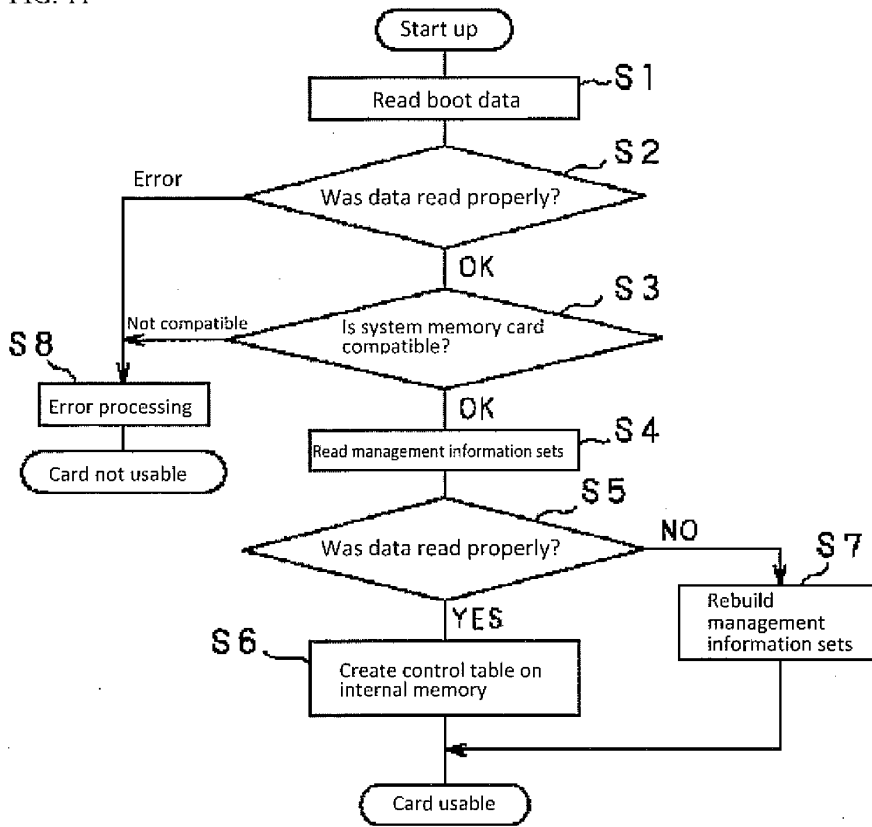 Start up
S1
Read boot data
S2
Error
Was data read properly?
OK
S3
Not compatible
Is system memory card
compatible?
S8
Error processing
OK
S4
Read management information sets
Card not usable
S5
Was data read properly?
NO
S7
YES
Rebuild
management
information sets
S6
Create control table on
internal memory
Card usable